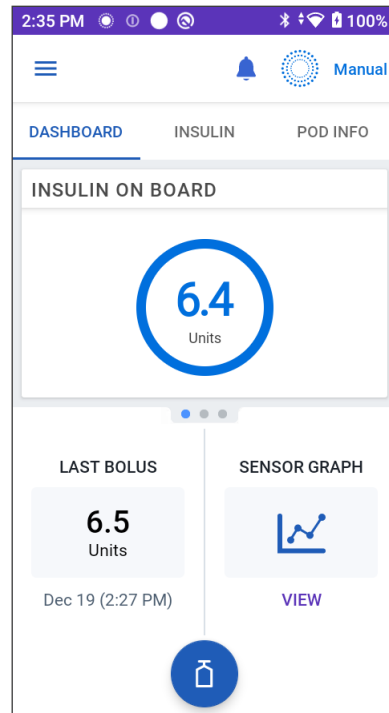 2:35 PM 100%
Manual
DASHBOARD INSULIN POD INFO
INSULIN ON BOARD
6.4
Units
LAST BOLUS
6.5
Units
Dec 19 (2:27 PM)
SENSOR GRAPH
VIEW